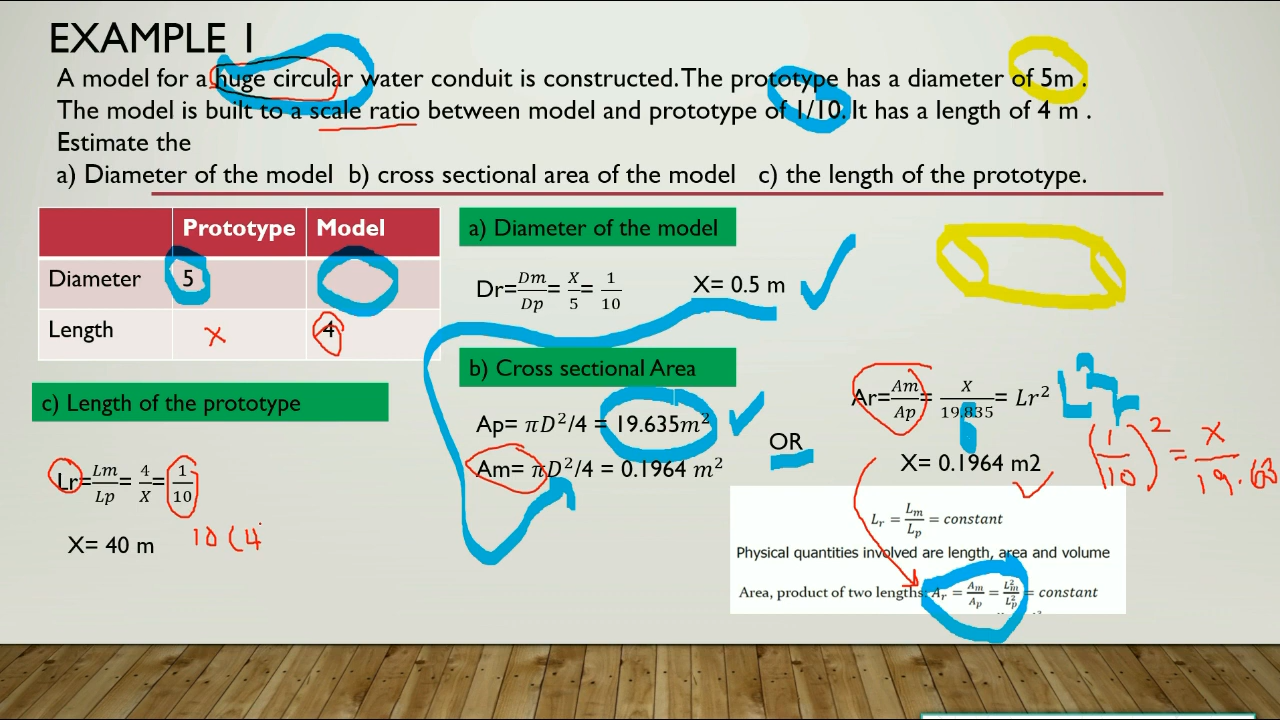 EXAMPLE 1
A model for a huge circular water conduit is constructed. The prototype has a diameter of 5m .
The model is built to a scale ratio between model and prototype of 1/10. It has a length of 4 m .
Estimate the
a) Diameter of the model b) cross sectional area of the model c) the length of the prototype.
Prototype Model
Diameter 5
Length X 4
a) Diameter of the model
Dr=Dm/Dp= X/5= 1/10 X= 0.5 m
b) Cross sectional Area
Ap= 𝜋D²/4 = 19.635m²
Am= 𝜋D²/4 = 0.1964 m²
OR
Ar=Am/Ap= X/19.835= Lr² L²r
X= 0.1964 m2
(1/10)² = X/19.63
c) Length of the prototype
Lr=Lm/Lp= 4/X= 1/10
X= 40 m 10 (4
Lr = Lm/Lp = constant
Physical quantities involved are length, area and volume
Area, product of two lengths: Ar = Am/Ap = L²m/L²p = constant